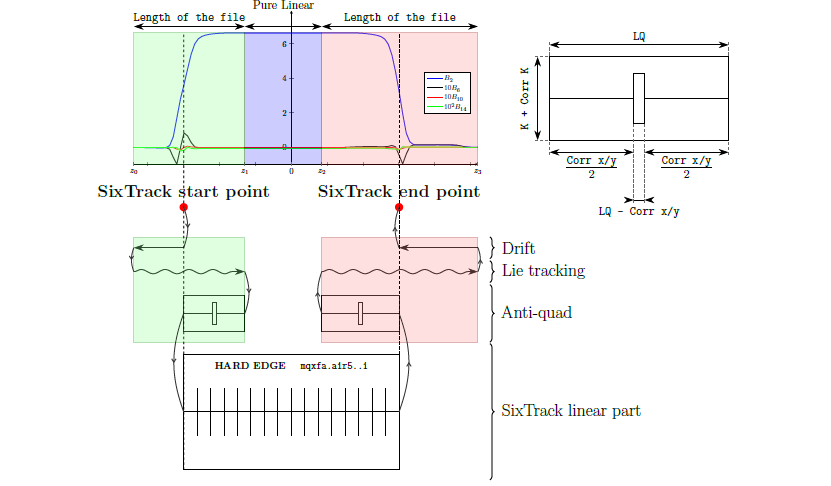 Pure Linear
Length of the file
Length of the file
6
4
2
0
B₂
10B₆
10B₁₀
10²B₁₄
z₀
z₁
0
z₂
z₃
SixTrack start point
SixTrack end point
LQ
K + Corr K
Corr x/y
2
Corr x/y
2
LQ - Corr x/y
Drift
Lie tracking
Anti-quad
HARD EDGE mqxfa.a1r5..1
SixTrack linear part